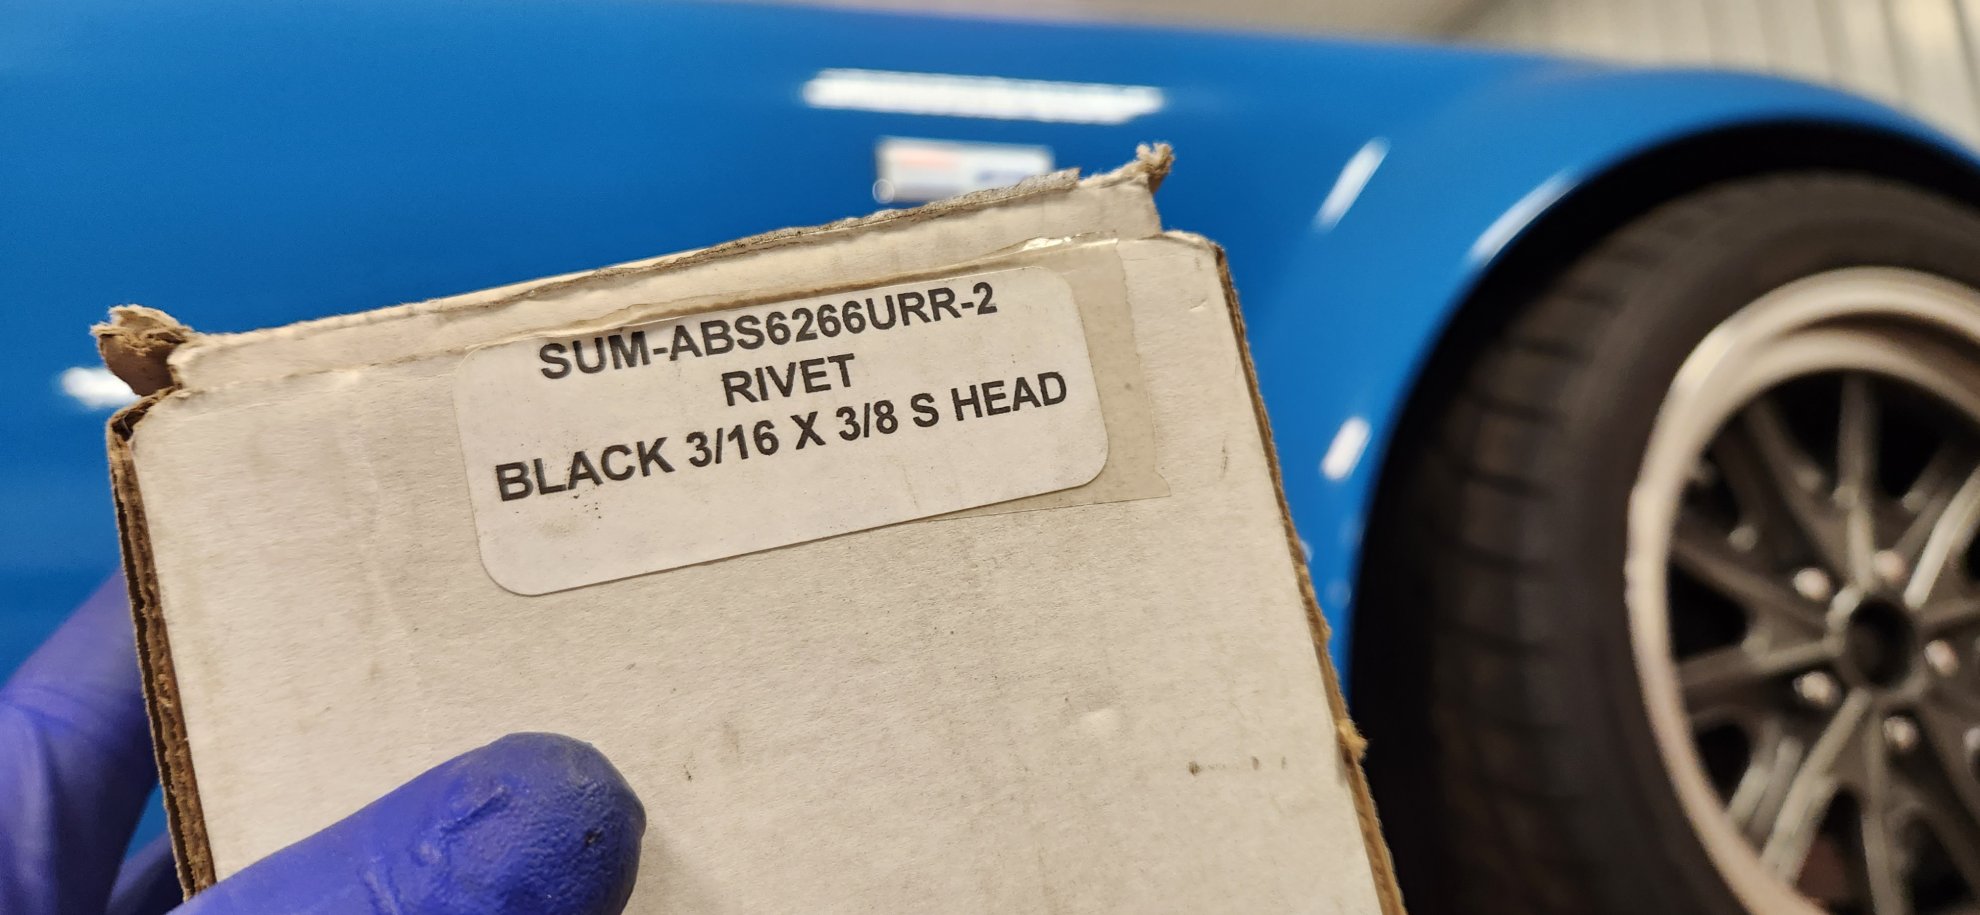 SUM-ABS6266URR-2
RIVET
BLACK 3/16 X 3/8 S HEAD